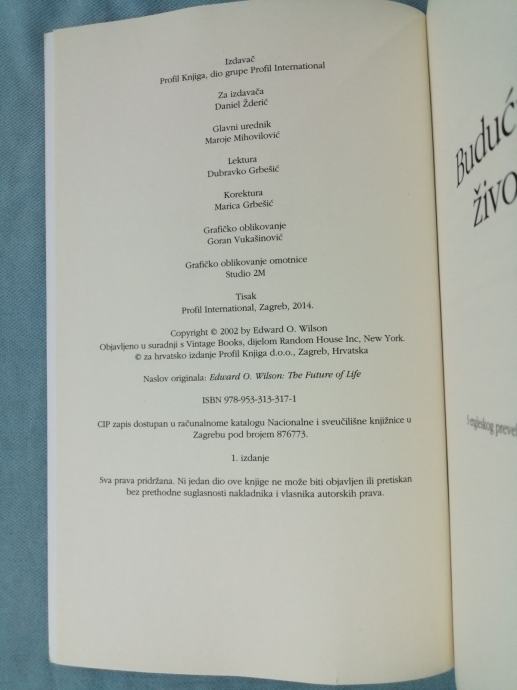 Izdavač
Profil Knjiga, dio grupe Profil International
Za izdavača
Daniel Žderić
Glavni urednik
Maroje Mihovilović
Lektura
Dubravko Grbešić
Korektura
Marica Grbešić
Grafičko oblikovanje
Goran Vukašinović
Grafičko oblikovanje omotnice
Studio 2M
Tisak
Profil International, Zagreb, 2014.
Copyright © 2002 by Edward O. Wilson
Objavljeno u suradnji s Vintage Books, dijelom Random House Inc, New York.
© za hrvatsko izdanje Profil Knjiga d.o.o., Zagreb, Hrvatska
Naslov originala: Edward O. Wilson: The Future of Life
ISBN 978-953-313-317-1
CIP zapis dostupan u računalnome katalogu Nacionalne i sveučilišne knjižnice u
Zagrebu pod brojem 876773.
1. izdanje
Sva prava pridržana. Ni jedan dio ove knjige ne može biti objavljen ili pretiskan
bez prethodne suglasnosti nakladnika i vlasnika autorskih prava.
Buduć
živo
S engleskog preve